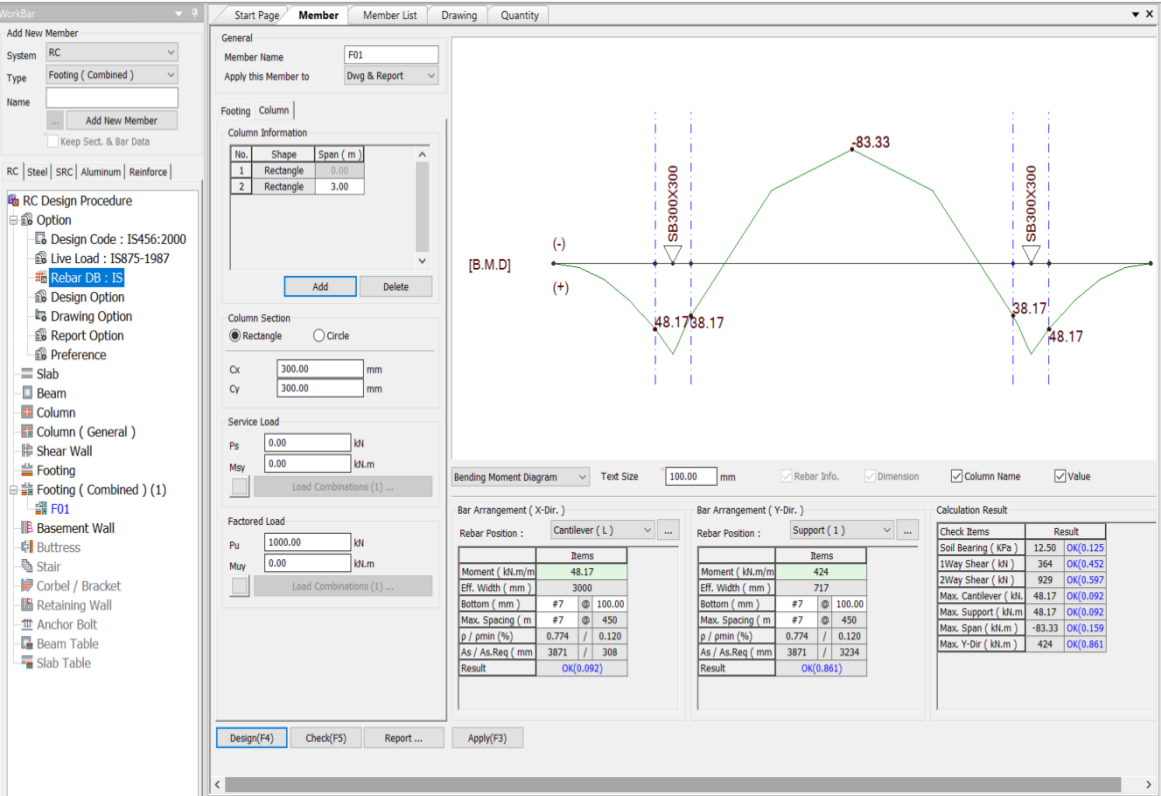 WorkBar
Add New Member
System RC
Type Footing ( Combined )
Name
... Add New Member
Keep Sect. & Bar Data
RC Steel SRC Aluminum Reinforce
RC Design Procedure
Option
Design Code : IS456:2000
Live Load : IS875-1987
Rebar DB : IS
Design Option
Drawing Option
Report Option
Preference
Slab
Beam
Column
Column ( General )
Shear Wall
Footing
Footing ( Combined ) (1)
F01
Basement Wall
Buttress
Stair
Corbel / Bracket
Retaining Wall
Anchor Bolt
Beam Table
Slab Table
Start Page Member Member List Drawing Quantity
General
Member Name F01
Apply this Member to Dwg & Report
Footing Column
Column Information
No. Shape Span ( m )
1 Rectangle 0.00
2 Rectangle 3.00
Add Delete
Column Section
Rectangle Circle
Cx 300.00 mm
Cy 300.00 mm
Service Load
Ps 0.00 kN
Msy 0.00 kN.m
Load Combinations (1) ...
Factored Load
Pu 1000.00 kN
Muy 0.00 kN.m
Load Combinations (1) ...
Design(F4) Check(F5) Report ... Apply(F3)
-83.33
SB300X300 SB300X300
(-)
[B.M.D]
(+)
48.17 38.17 38.17 48.17
Bending Moment Diagram Text Size 100.00 mm Rebar Info. Dimension Column Name Value
Bar Arrangement ( X-Dir. )
Rebar Position : Cantilever ( L ) ...
Items
Moment ( kN.m/m 48.17
Eff. Width ( mm ) 3000
Bottom ( mm ) #7 @ 100.00
Max. Spacing ( m #7 @ 450
ρ / ρmin (%) 0.774 / 0.120
As / As.Req ( mm 3871 / 308
Result OK(0.092)
Bar Arrangement ( Y-Dir. )
Rebar Position : Support ( 1 ) ...
Items
Moment ( kN.m/m 424
Eff. Width ( mm ) 717
Bottom ( mm ) #7 @ 100.00
Max. Spacing ( m #7 @ 450
ρ / ρmin (%) 0.774 / 0.120
As / As.Req ( mm 3871 / 3234
Result OK(0.861)
Calculation Result
Check Items Result
Soil Bearing ( KPa ) 12.50 OK(0.125
1Way Shear ( kN ) 364 OK(0.452
2Way Shear ( kN ) 929 OK(0.597
Max. Cantilever ( kN. 48.17 OK(0.092
Max. Support ( kN.m 48.17 OK(0.092
Max. Span ( kN.m ) -83.33 OK(0.159
Max. Y-Dir ( kN.m ) 424 OK(0.861